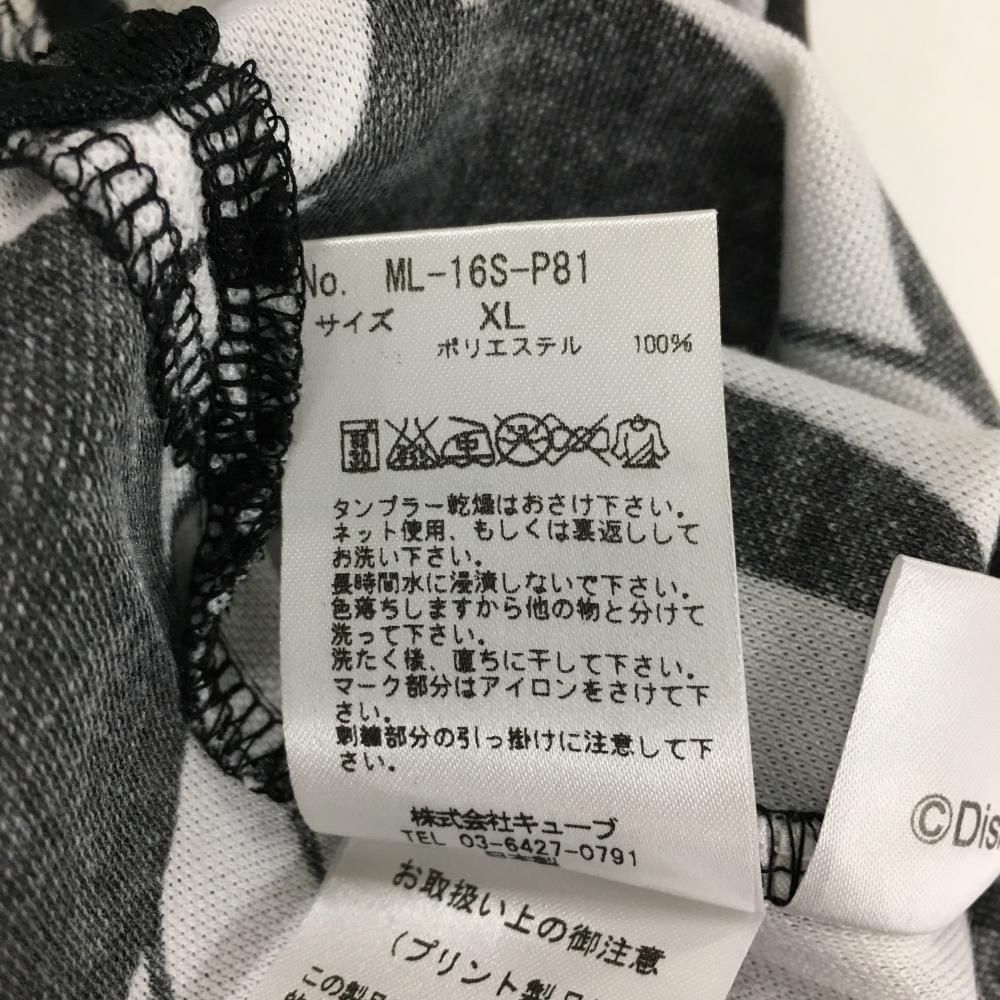 No. ML-16S-P81
サイズ XL
ポリエステル 100%
タンブラー乾燥はおさけ下さい。
ネット使用、もしくは裏返しして
お洗い下さい。
長時間水に浸漬しないで下さい。
色落ちしますから他の物と分けて
洗って下さい。
洗たく後、直ちに干して下さい。
マーク部分はアイロンをさけて下
さい。
刺繍部分の引っ掛けに注意して下
さい。
株式会社キューブ
TEL 03-6427-0791
日本製
お取扱い上の御注意
(プリント製品
この製品
©Dis